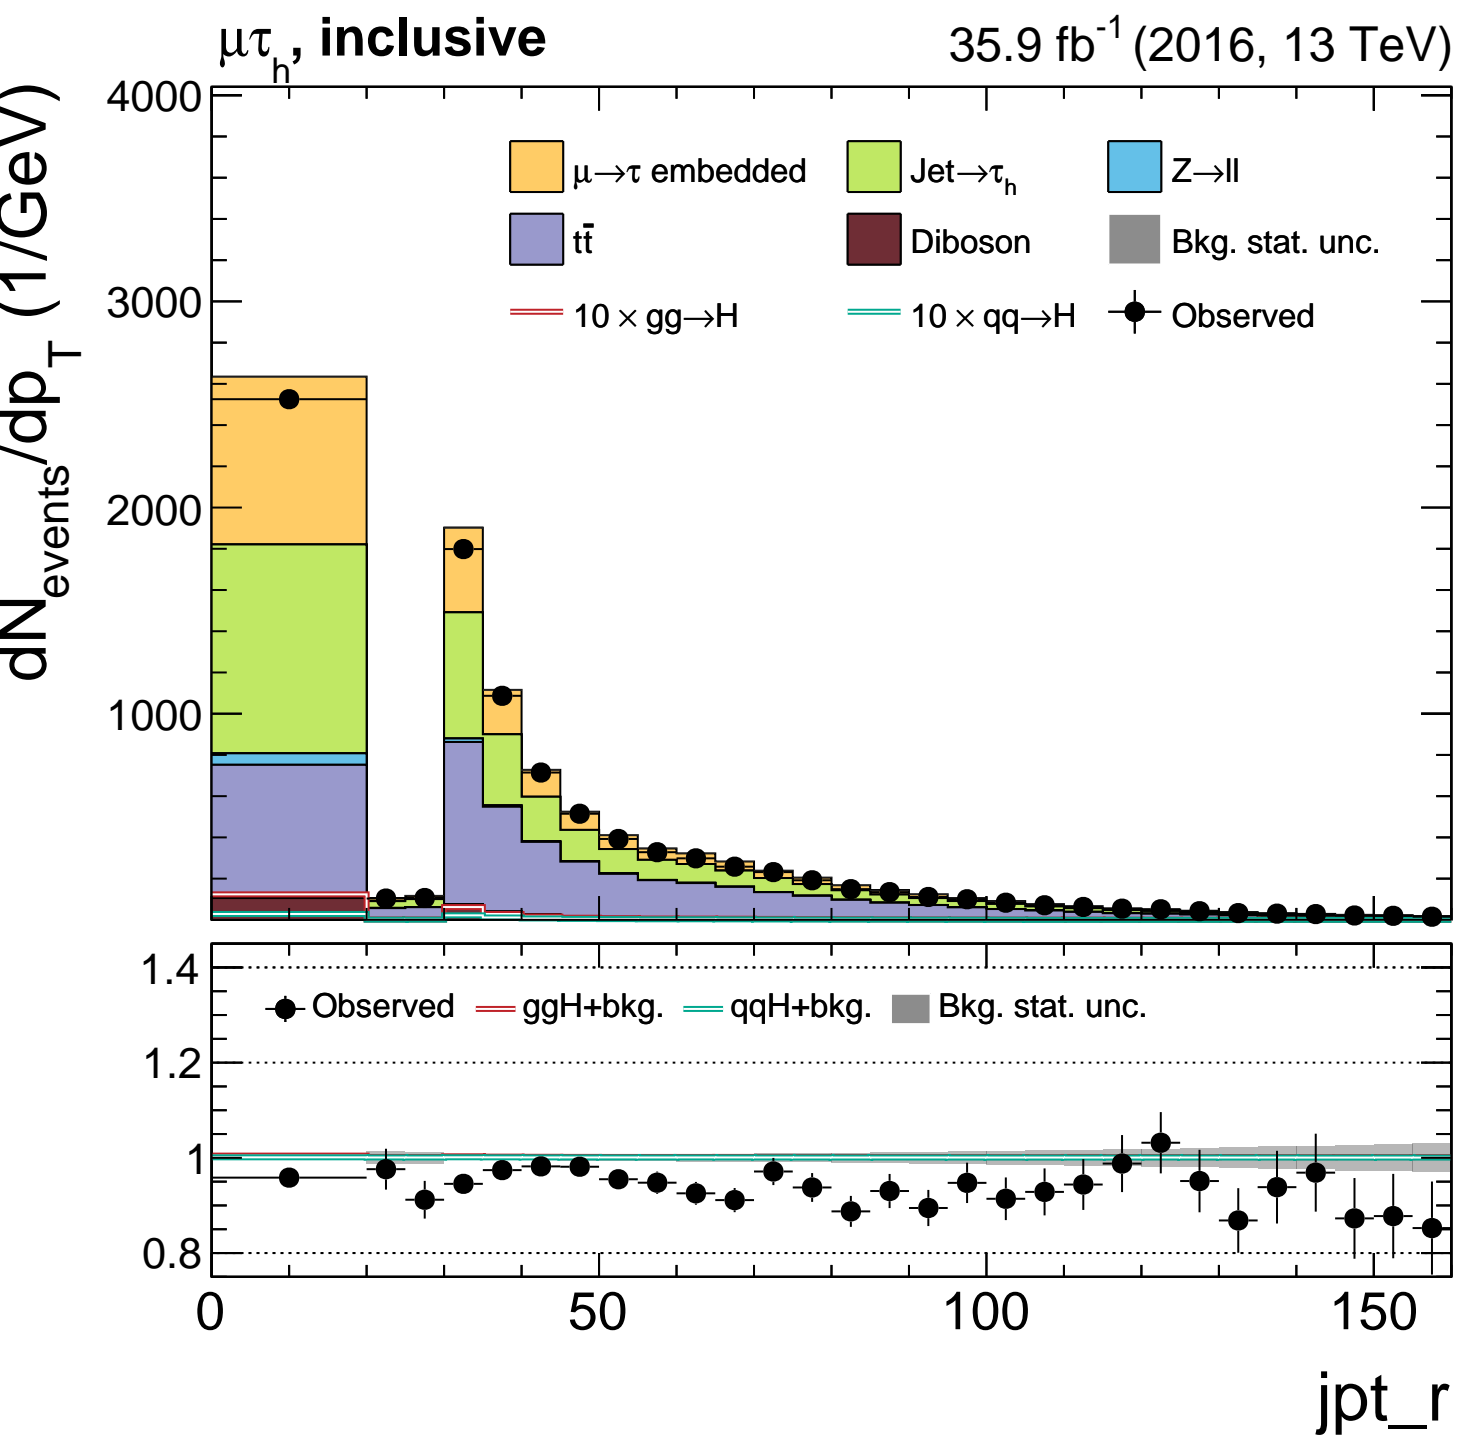 μτh, inclusive
35.9 fb-1 (2016, 13 TeV)
dNevents/dpT (1/GeV)
4000
3000
2000
1000
μ→τ embedded
Jet→τh
Z→ll
tt̄
Diboson
Bkg. stat. unc.
10 × gg→H
10 × qq→H
Observed
1.4
1.2
1
0.8
Observed
ggH+bkg.
qqH+bkg.
Bkg. stat. unc.
0
50
100
150
jpt_r